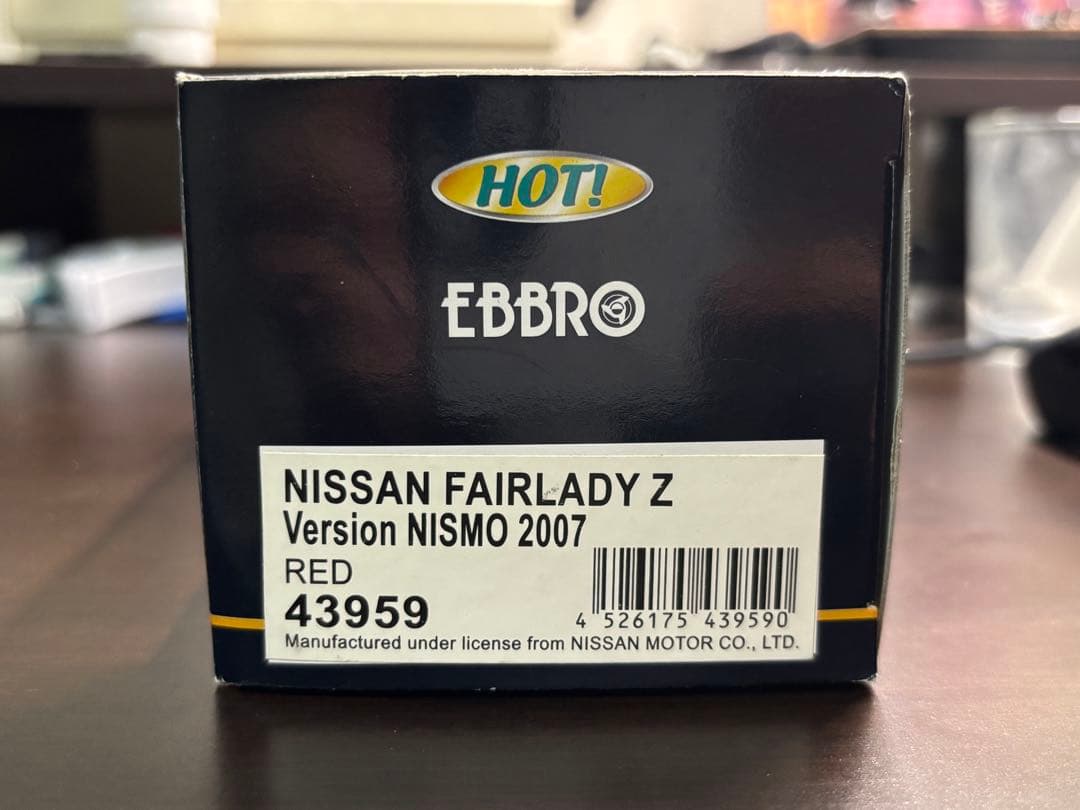 HOT!
EBBRO
NISSAN FAIRLADY Z
Version NISMO 2007
RED
43959
4 526175 439590
Manufactured under license from NISSAN MOTOR CO., LTD.